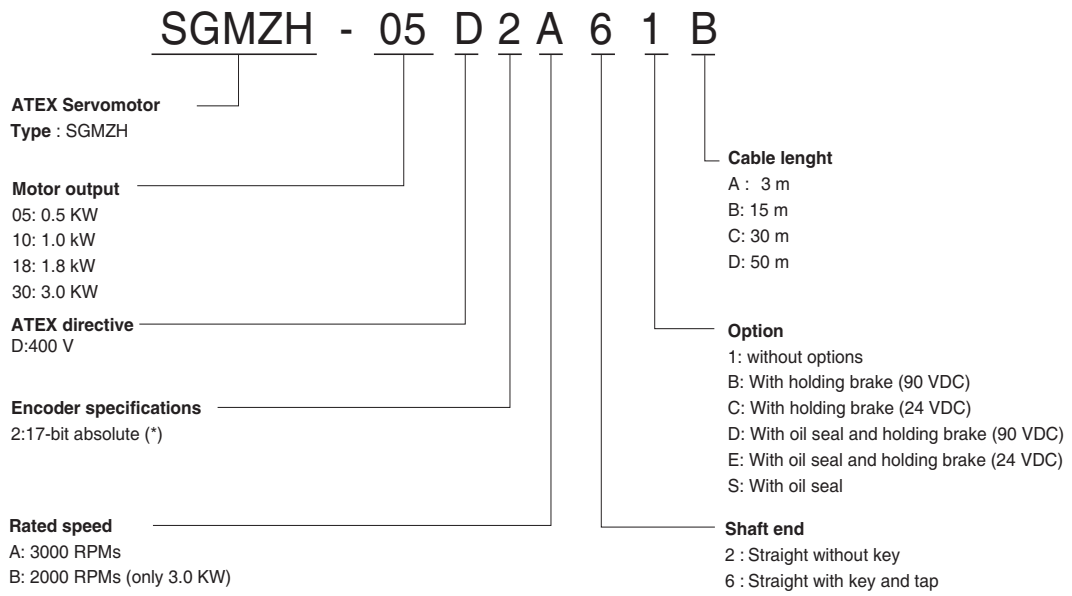 SGMZH - 05 D 2 A 6 1 B
ATEX Servomotor
Type : SGMZH
Motor output
05: 0.5 KW
10: 1.0 kW
18: 1.8 kW
30: 3.0 KW
ATEX directive
D:400 V
Encoder specifications
2:17-bit absolute (*)
Rated speed
A: 3000 RPMs
B: 2000 RPMs (only 3.0 KW)
Cable lenght
A : 3 m
B: 15 m
C: 30 m
D: 50 m
Option
1: without options
B: With holding brake (90 VDC)
C: With holding brake (24 VDC)
D: With oil seal and holding brake (90 VDC)
E: With oil seal and holding brake (24 VDC)
S: With oil seal
Shaft end
2 : Straight without key
6 : Straight with key and tap